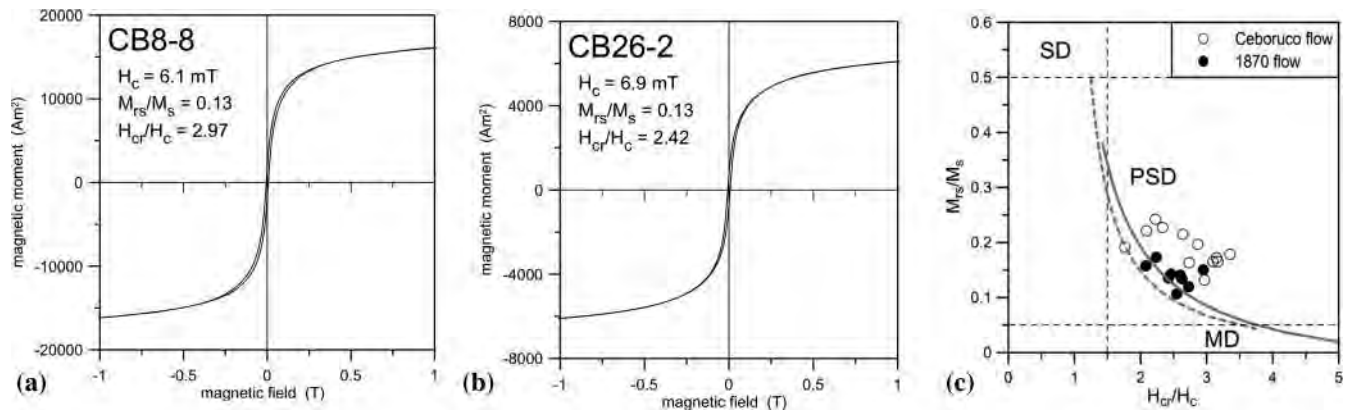 CB8-8
H_c = 6.1 mT
M_rs/M_s = 0.13
H_cr/H_c = 2.97
magnetic moment (Am²)
20000
10000
0
-10000
-20000
-1
-0.5
0
0.5
1
magnetic field (T)
(a)
CB26-2
H_c = 6.9 mT
M_rs/M_s = 0.13
H_cr/H_c = 2.42
magnetic moment (Am²)
8000
4000
0
-4000
-8000
-1
-0.5
0
0.5
1
magnetic field (T)
(b)
SD
Ceboruco flow
1870 flow
PSD
MD
M_rs/M_s
0.6
0.5
0.4
0.3
0.2
0.1
0
0
1
2
3
4
5
H_cr/H_c
(c)